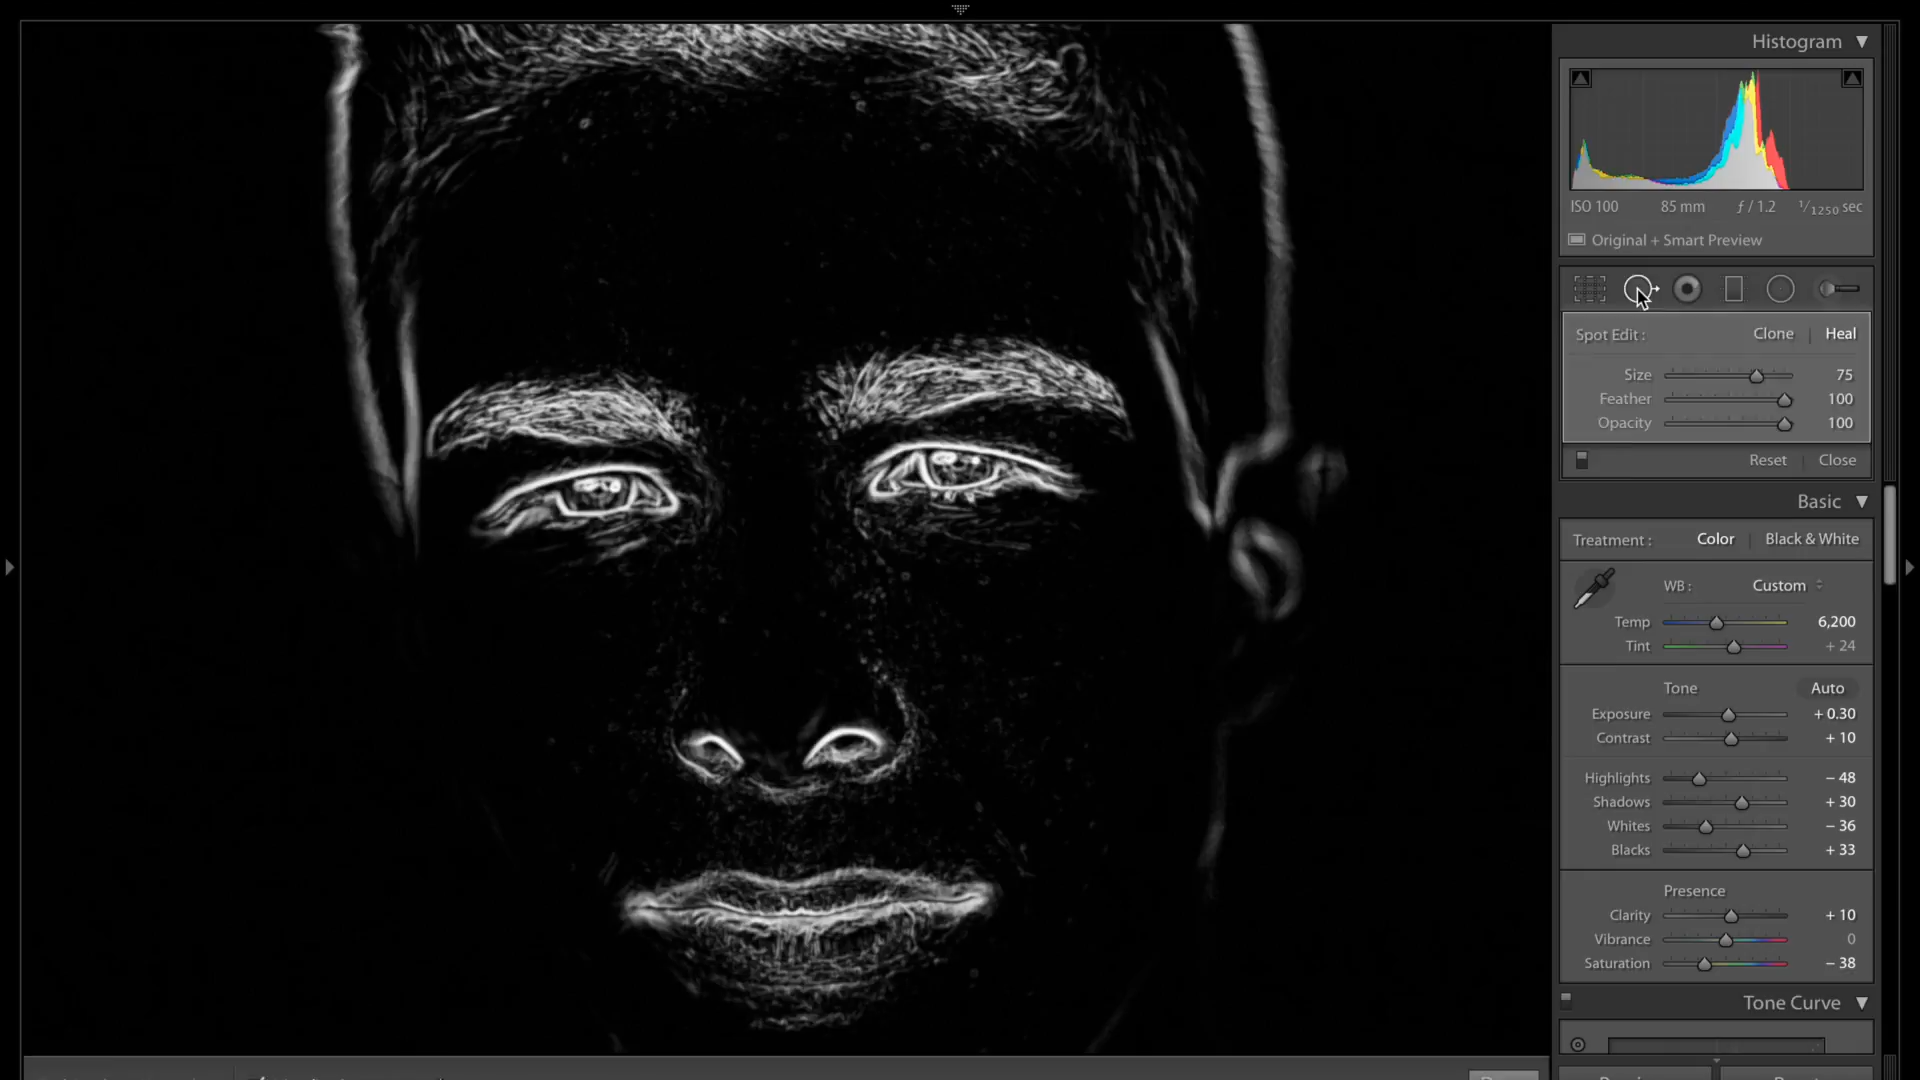 Histogram
ISO 100 85 mm ƒ / 1.2 1/1250 sec
Original + Smart Preview
Spot Edit : Clone | Heal
Size 75
Feather 100
Opacity 100
Reset | Close
Basic
Treatment : Color | Black & White
WB : Custom
Temp 6,200
Tint + 24
Tone Auto
Exposure + 0.30
Contrast + 10
Highlights − 48
Shadows + 30
Whites − 36
Blacks + 33
Presence
Clarity + 10
Vibrance 0
Saturation − 38
Tone Curve